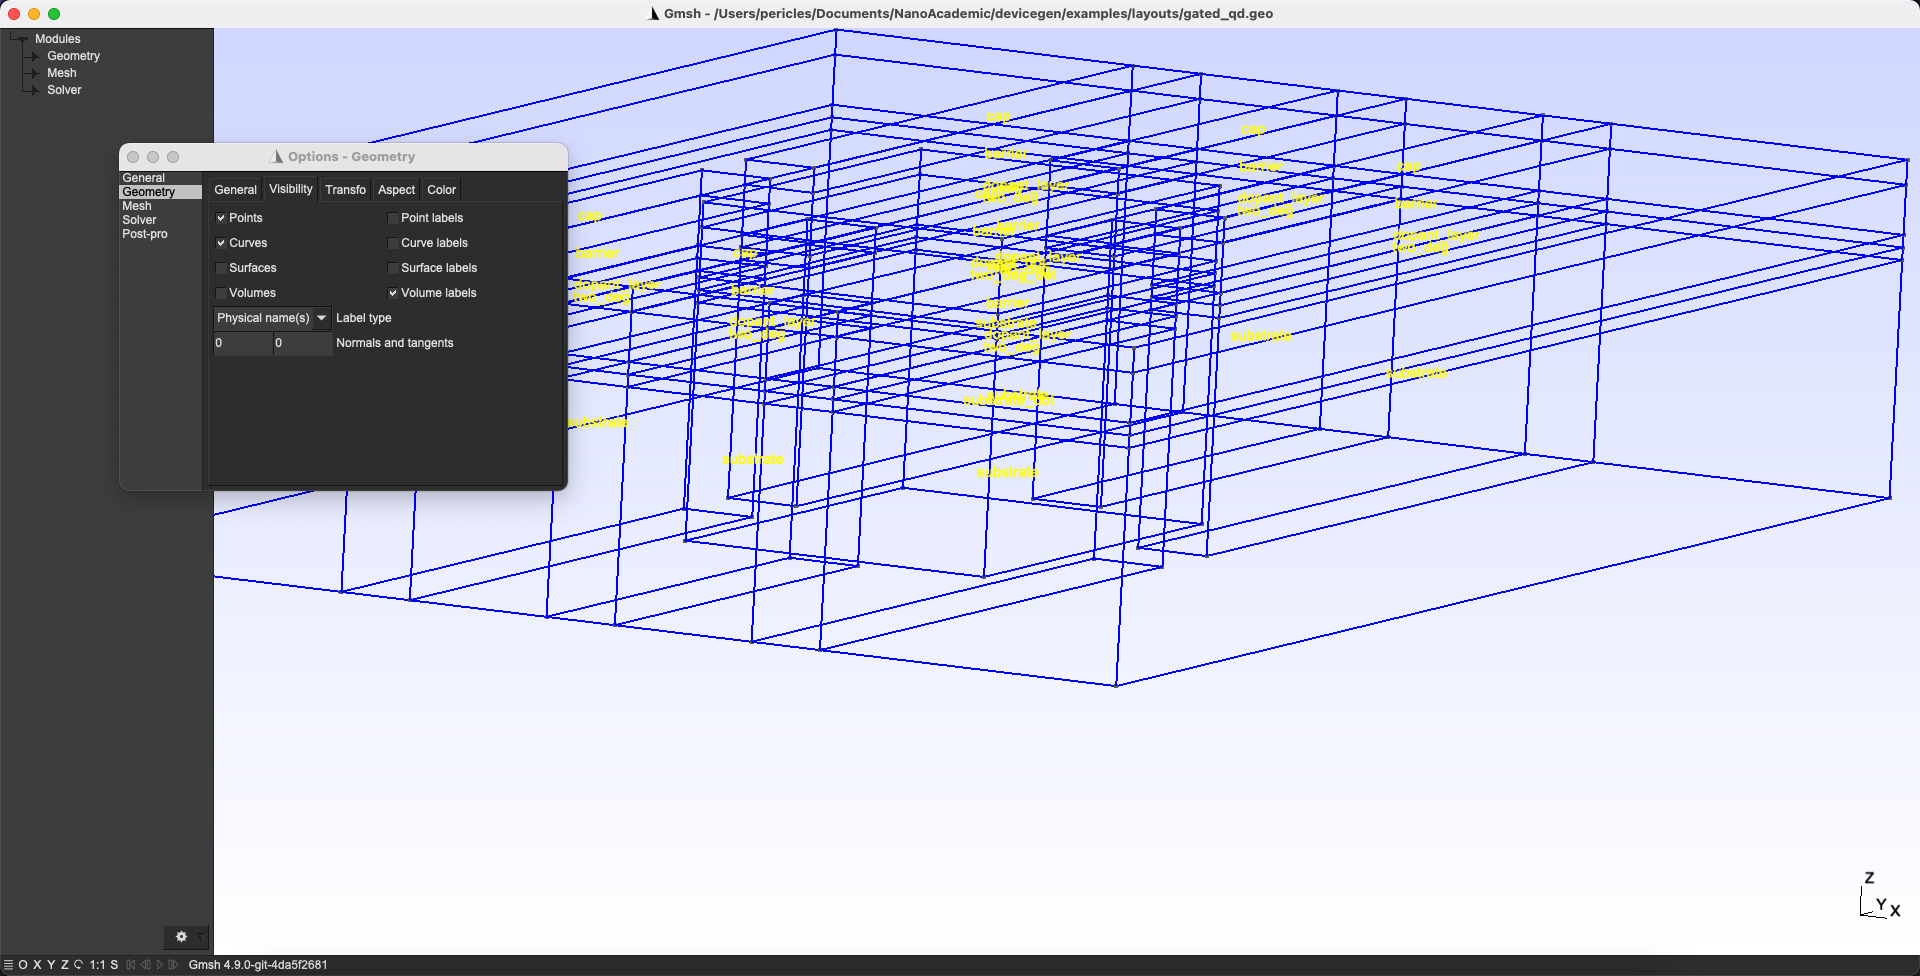 Gmsh - /Users/pericles/Documents/NanoAcademic/devicegen/examples/layouts/gated_qd.geo
Modules
Geometry
Mesh
Solver
Options - Geometry
General
Geometry
Mesh
Solver
Post-pro
General Visibility Transfo Aspect Color
Points Point labels
Curves Curve labels
Surfaces Surface labels
Volumes Volume labels
Physical name(s) Label type
0 0 Normals and tangents
cap
cap
barrier
barrier
cap
dopant_layer
two_deg
dopant_layer
two_deg
barrier
cap
barrier
barrier
barrier
dopant_layer
two_deg
cap
dopant_layer
dopant_layer
two_deg
barrier
barrier
dopant_layer
two_deg
substrate
dopant_layer
two_deg
substrate
substrate
substrate
substrate
substrate
substrate
Z
Y
X
O X Y Z 1:1 S Gmsh 4.9.0-git-4da5f2681